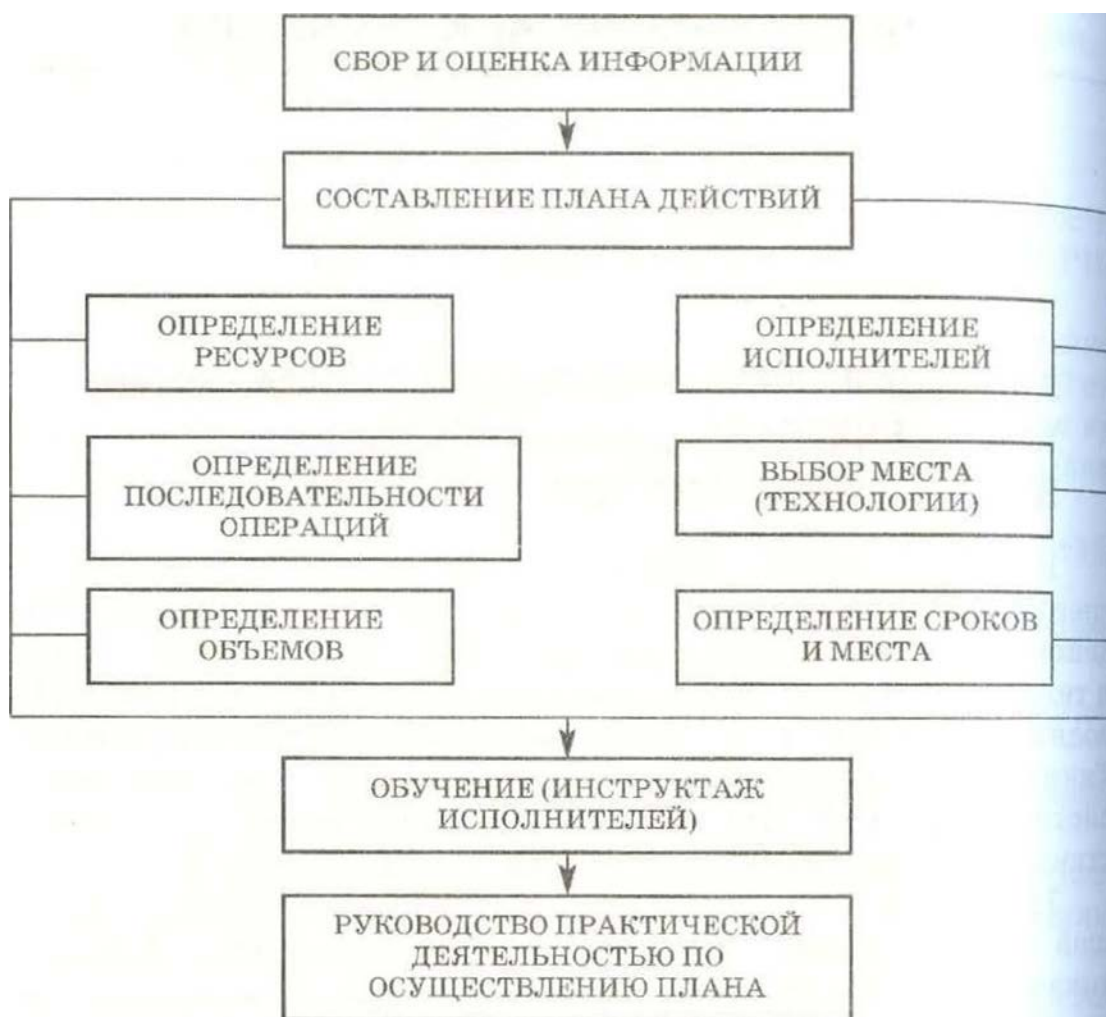 СБОР И ОЦЕНКА ИНФОРМАЦИИ
СОСТАВЛЕНИЕ ПЛАНА ДЕЙСТВИЙ
ОПРЕДЕЛЕНИЕ
РЕСУРСОВ
ОПРЕДЕЛЕНИЕ
ИСПОЛНИТЕЛЕЙ
ОПРЕДЕЛЕНИЕ
ПОСЛЕДОВАТЕЛЬНОСТИ
ОПЕРАЦИЙ
ВЫБОР МЕСТА
(ТЕХНОЛОГИИ)
ОПРЕДЕЛЕНИЕ
ОБЪЕМОВ
ОПРЕДЕЛЕНИЕ СРОКОВ
И МЕСТА
ОБУЧЕНИЕ (ИНСТРУКТАЖ
ИСПОЛНИТЕЛЕЙ)
РУКОВОДСТВО ПРАКТИЧЕСКОЙ
ДЕЯТЕЛЬНОСТЬЮ ПО
ОСУЩЕСТВЛЕНИЮ ПЛАНА